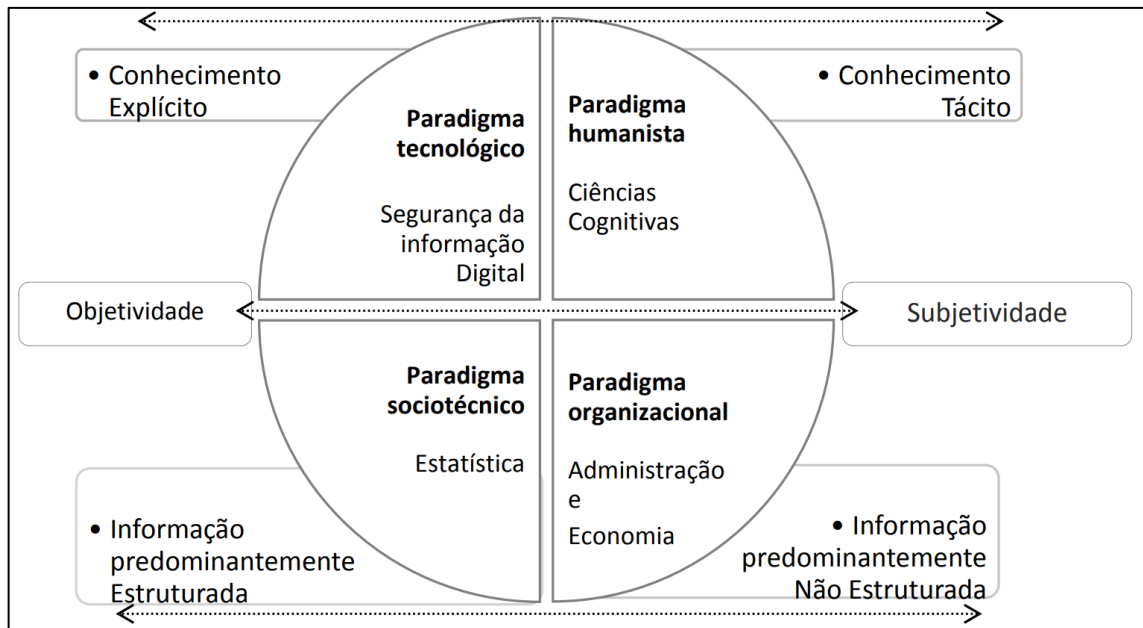 • Conhecimento
Explícito
Paradigma
tecnológico
Segurança da
informação
Digital
Paradigma
humanista
Ciências
Cognitivas
• Conhecimento
Tácito
Objetividade
Subjetividade
Paradigma
sociotécnico
Estatística
Paradigma
organizacional
Administração
e
Economia
• Informação
predominantemente
Estruturada
• Informação
predominantemente
Não Estruturada